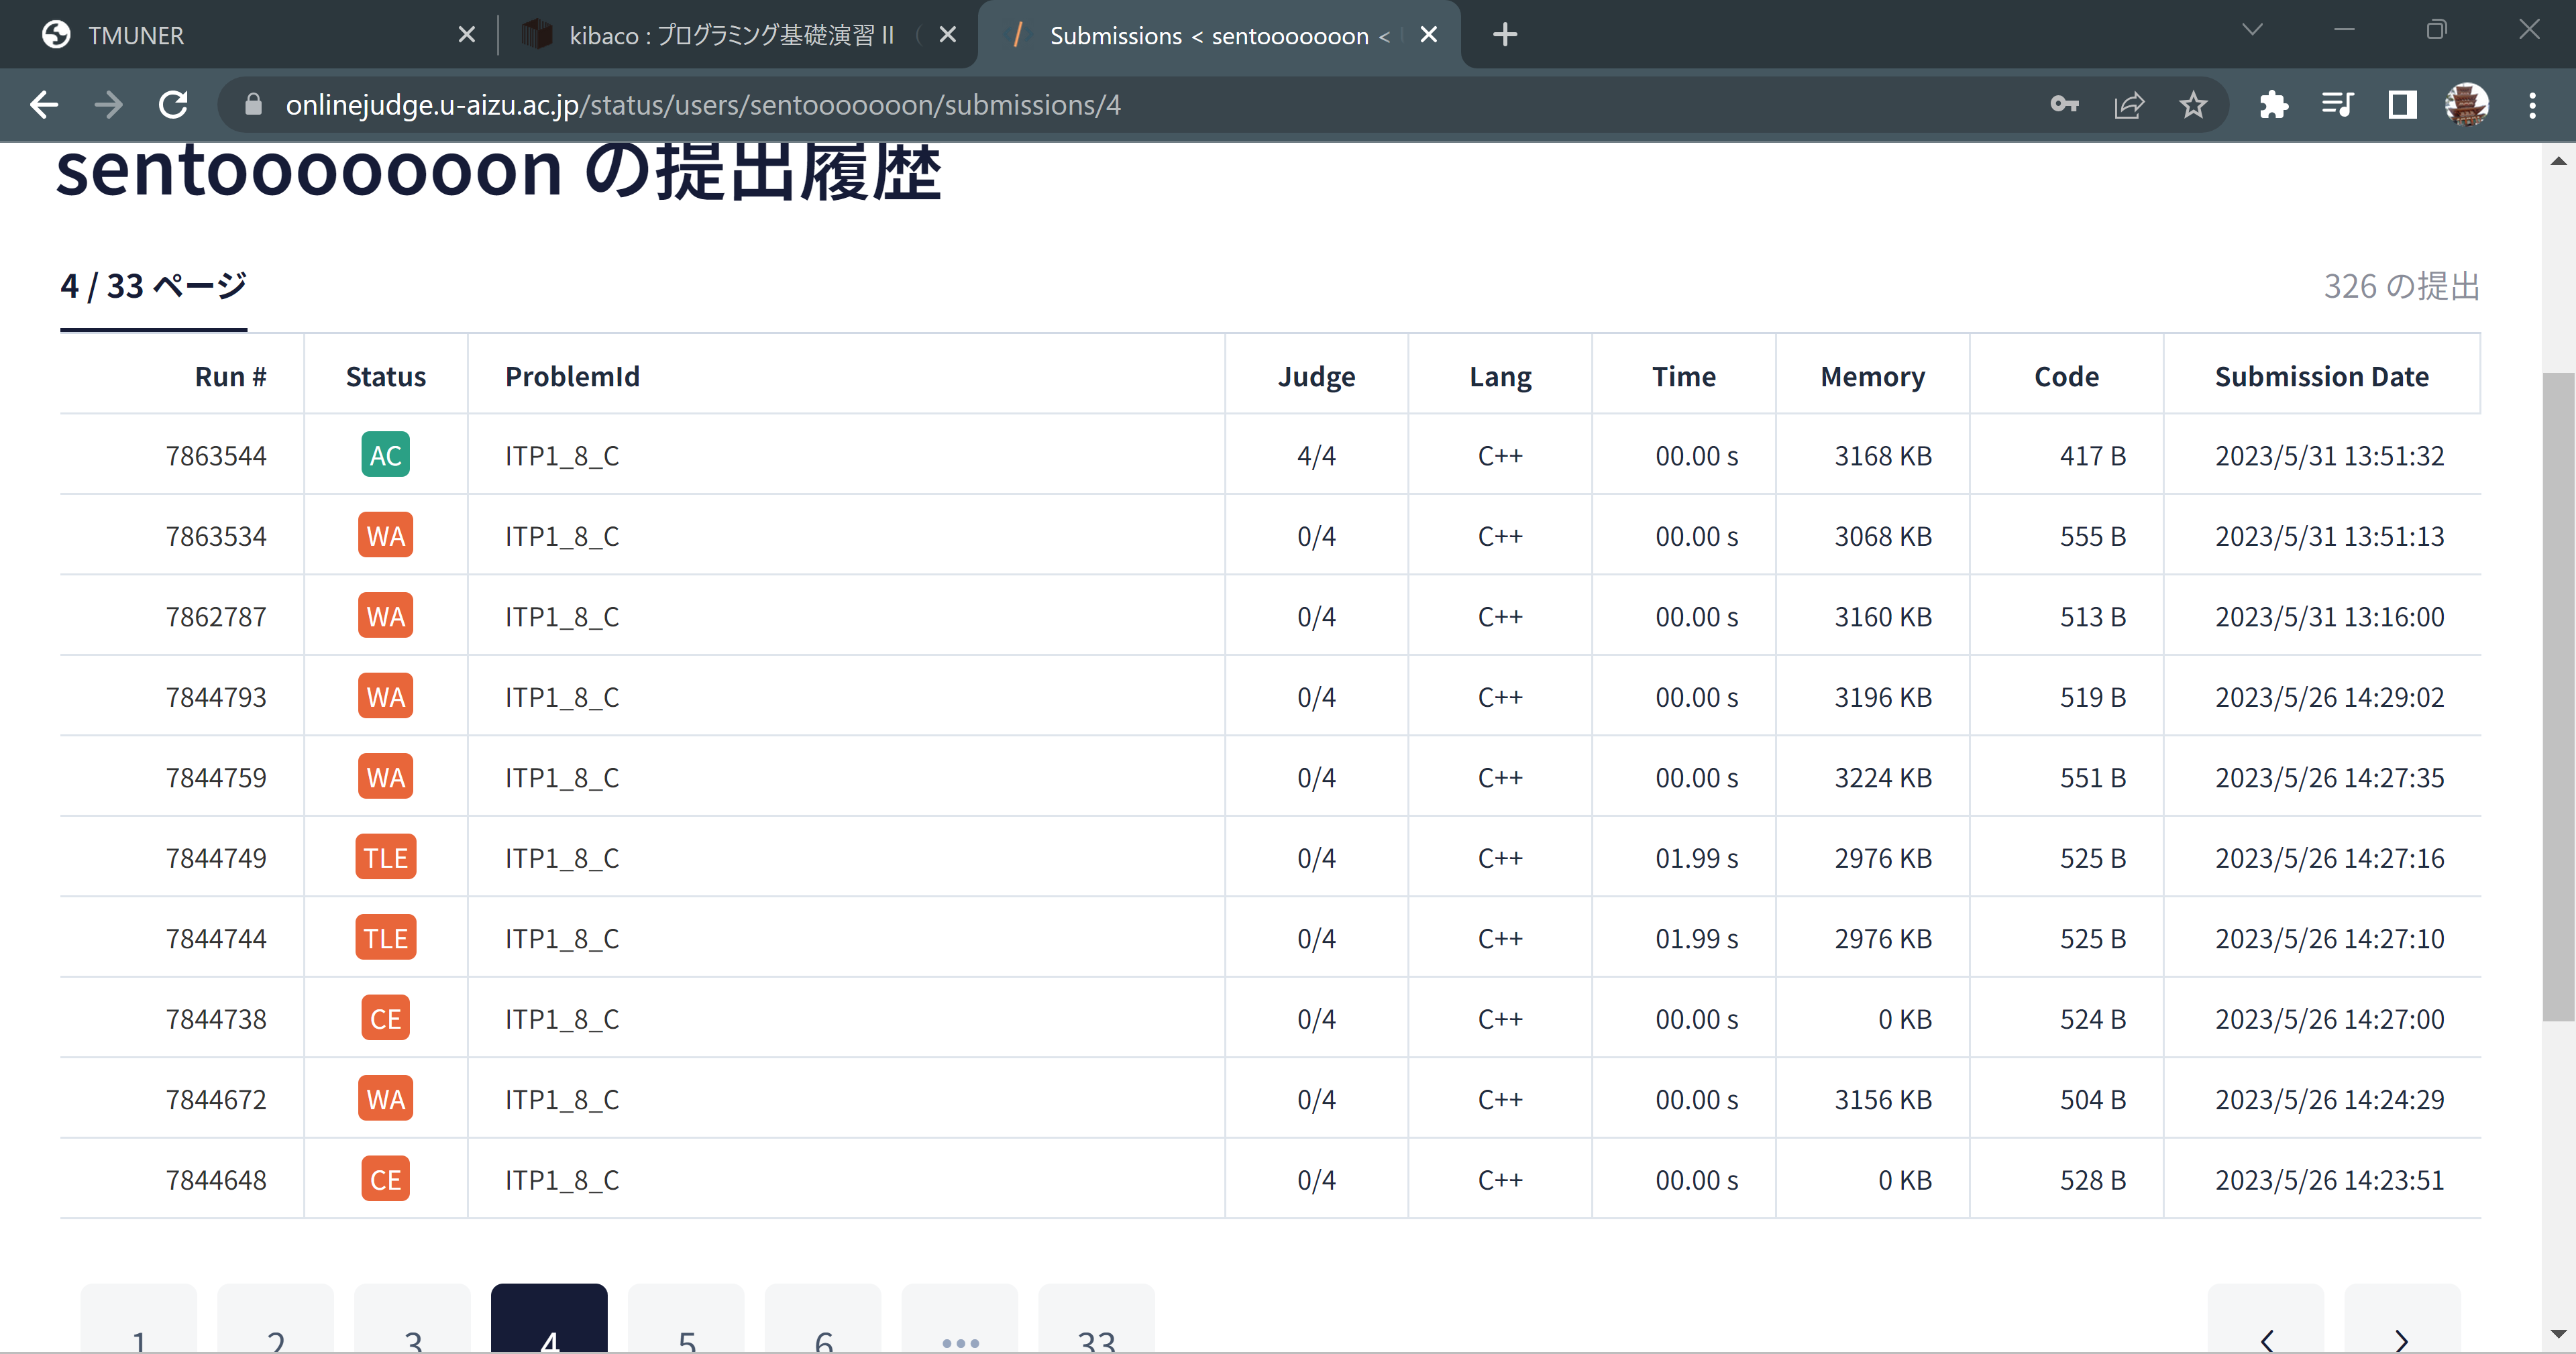 TMUNER
kibaco : プログラミング基礎演習 II （
Submissions < sentoooooooon <
onlinejudge.u-aizu.ac.jp/status/users/sentoooooooon/submissions/4
sentoooooooon の提出履歴
4 / 33 ページ
326 の提出
Run # Status ProblemId Judge Lang Time Memory Code Submission Date
7863544 AC ITP1_8_C 4/4 C++ 00.00 s 3168 KB 417 B 2023/5/31 13:51:32
7863534 WA ITP1_8_C 0/4 C++ 00.00 s 3068 KB 555 B 2023/5/31 13:51:13
7862787 WA ITP1_8_C 0/4 C++ 00.00 s 3160 KB 513 B 2023/5/31 13:16:00
7844793 WA ITP1_8_C 0/4 C++ 00.00 s 3196 KB 519 B 2023/5/26 14:29:02
7844759 WA ITP1_8_C 0/4 C++ 00.00 s 3224 KB 551 B 2023/5/26 14:27:35
7844749 TLE ITP1_8_C 0/4 C++ 01.99 s 2976 KB 525 B 2023/5/26 14:27:16
7844744 TLE ITP1_8_C 0/4 C++ 01.99 s 2976 KB 525 B 2023/5/26 14:27:10
7844738 CE ITP1_8_C 0/4 C++ 00.00 s 0 KB 524 B 2023/5/26 14:27:00
7844672 WA ITP1_8_C 0/4 C++ 00.00 s 3156 KB 504 B 2023/5/26 14:24:29
7844648 CE ITP1_8_C 0/4 C++ 00.00 s 0 KB 528 B 2023/5/26 14:23:51
1 2 3 4 5 6 ••• 33 < >